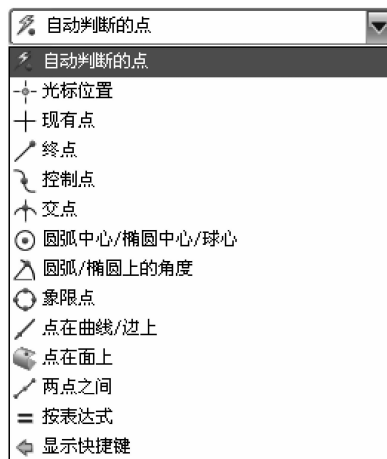 自动判断的点
自动判断的点
光标位置
现有点
终点
控制点
交点
圆弧中心/椭圆中心/球心
圆弧/椭圆上的角度
象限点
点在曲线/边上
点在面上
两点之间
按表达式
显示快捷键